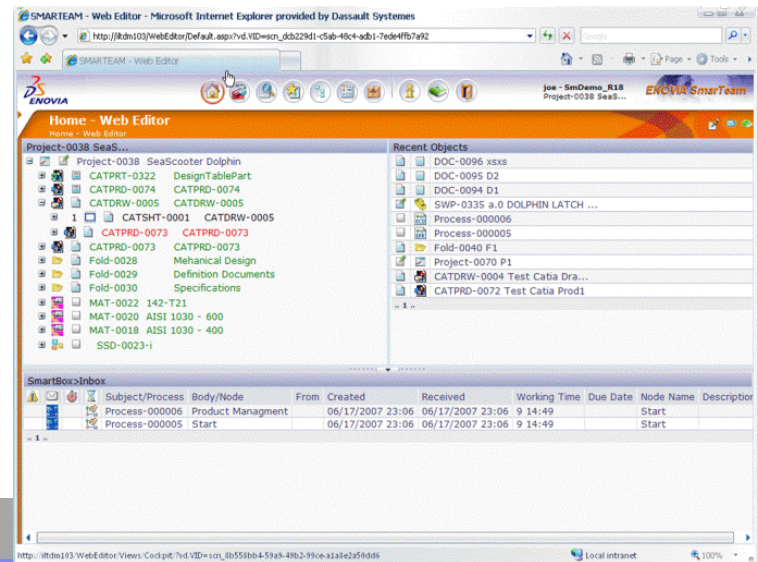 SMARTEAM - Web Editor - Microsoft Internet Explorer provided by Dassault Systemes
http://iltdm103/WebEditor/Default.aspx?vd.VID=scn_dcb229d1-c5ab-48c4-adb1-7ede4ffb7a92
Google
SMARTEAM - Web Editor
Page
Tools
ENOVIA
joe - SmDemo_R18
Project-0038 SeaS...
ENOVIA SmarTeam
Home - Web Editor
Home - Web Editor
Project-0038 SeaS...
Project-0038 SeaScooter Dolphin
CATPRT-0322 DesignTablePart
CATPRD-0074 CATPRD-0074
CATDRW-0005 CATDRW-0005
1 CATSHT-0001 CATDRW-0005
CATPRD-0073 CATPRD-0073
CATPRD-0073 CATPRD-0073
Fold-0028 Mehanical Design
Fold-0029 Definition Documents
Fold-0030 Specifications
MAT-0022 142-T21
MAT-0020 AISI 1030 - 600
MAT-0018 AISI 1030 - 400
SSD-0023-i
Recent Objects
DOC-0096 xsxs
DOC-0095 D2
DOC-0094 D1
SWP-0335 a.0 DOLPHIN LATCH ...
Process-000006
Process-000005
Fold-0040 F1
Project-0070 P1
CATDRW-0004 Test Catia Dra...
CATPRD-0072 Test Catia Prod1
1
SmartBox>Inbox
Subject/Process Body/Node From Created Received Working Time Due Date Node Name Description
Process-000006 Product Managment 06/17/2007 23:06 06/17/2007 23:06 9 14:49 Start
Process-000005 Start 06/17/2007 23:06 06/17/2007 23:06 9 14:49 Start
1
http://iltdm103/WebEditor/Views/Cockpit/?vd.VID=scn_8b558bb4-59a9-49b2-99ce-a1a8e2a50dd6
Local intranet
100%